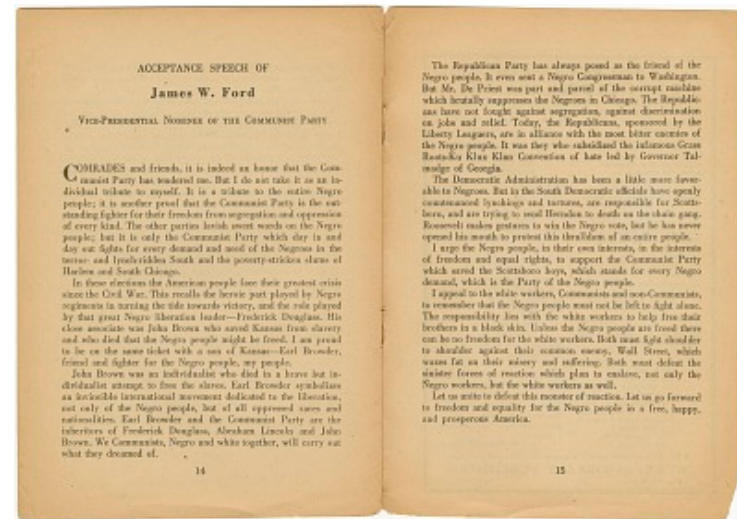 ACCEPTANCE SPEECH OF
James W. Ford
VICE-PRESIDENTIAL NOMINEE OF THE COMMUNIST PARTY
COMRADES and friends, it is indeed an honor that the Com-
munist Party has tendered me. But I do not take it as an in-
dividual tribute to myself. It is a tribute to the entire Negro
people; it is another proof that the Communist Party is the out-
standing fighter for their freedom from segregation and oppression
of every kind. The other parties lavish sweet words on the Negro
people; but it is only the Communist Party which day in and
day out fights for every demand and need of the Negroes in the
terror- and lynch-ridden South and the poverty-stricken slums of
Harlem and South Chicago.
In these elections the American people face their greatest crisis
since the Civil War. This recalls the heroic part played by Negro
regiments in turning the tide towards victory, and the role played
by that great Negro liberation leader—Frederick Douglass. His
close associate was John Brown who saved Kansas from slavery
and who died that the Negro people might be freed. I am proud
to be on the same ticket with a son of Kansas—Earl Browder,
friend and fighter for the Negro people, my people.
John Brown was an individualist who died in a brave but in-
dividualist attempt to free the slaves. Earl Browder symbolizes
an invincible international movement dedicated to the liberation,
not only of the Negro people, but of all oppressed races and
nationalities. Earl Browder and the Communist Party are the
inheritors of Frederick Douglass, Abraham Lincoln and John
Brown. We Communists, Negro and white together, will carry out
what they dreamed of.
14
The Republican Party has always posed as the friend of the
Negro people. It even sent a Negro Congressman to Washington.
But Mr. De Priest was part and parcel of the corrupt machine
which brutally suppresses the Negroes in Chicago. The Republic-
ans have not fought against segregation, against discrimination
on jobs and relief. Today, the Republicans, sponsored by the
Liberty Leaguers, are in alliance with the most bitter enemies of
the Negro people. It was they who subsidized the infamous Grass
Roots-Ku Klux Klan Convention of hate led by Governor Tal-
madge of Georgia.
The Democratic Administration has been a little more favor-
able to Negroes. But in the South Democratic officials have openly
countenanced lynchings and tortures, are responsible for Scotts-
boro, and are trying to send Herndon to death on the chain gang.
Roosevelt makes gestures to win the Negro vote, but he has never
opened his mouth to protest this thralldom of an entire people.
I urge the Negro people, in their own interests, in the interests
of freedom and equal rights, to support the Communist Party
which saved the Scottsboro boys, which stands for every Negro
demand, which is the Party of the Negro people.
I appeal to the white workers, Communists and non-Communists,
to remember that the Negro people must not be left to fight alone.
The responsibility lies with the white workers to help free their
brothers in a black skin. Unless the Negro people are freed there
can be no freedom for the white workers. Both must fight shoulder
to shoulder against their common enemy, Wall Street, which
waxes fat on their misery and suffering. Both must defeat the
sinister forces of reaction which plan to enslave, not only the
Negro workers, but the white workers as well.
Let us unite to defeat this monster of reaction. Let us go forward
to freedom and equality for the Negro people in a free, happy,
and prosperous America.
15